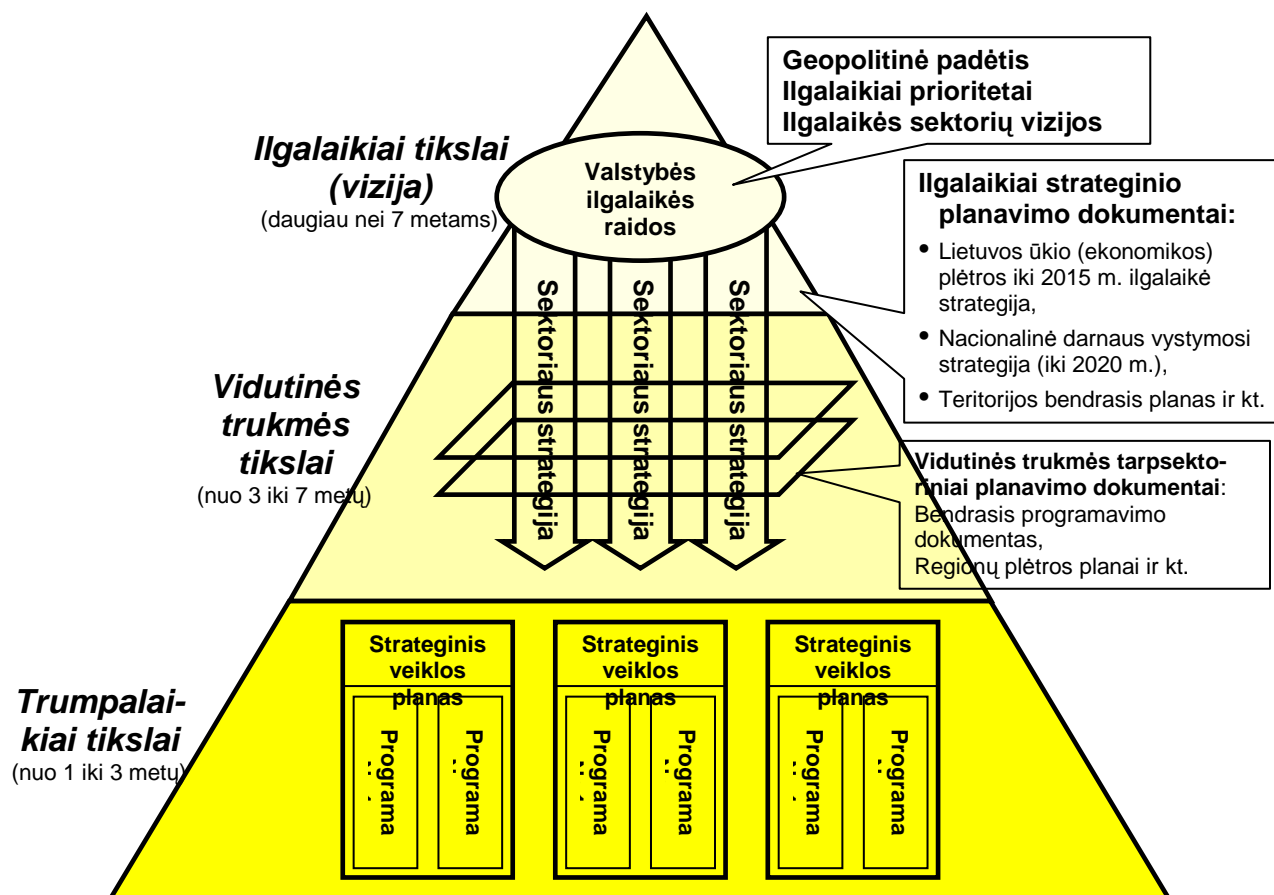 Geopolitinė padėtis
Ilgalaikiai prioritetai
Ilgalaikės sektorių vizijos
Ilgalaikiai tikslai
(vizija)
(daugiau nei 7 metams)
Valstybės
ilgalaikės
raidos
Ilgalaikiai strateginio
planavimo dokumentai:
• Lietuvos ūkio (ekonomikos)
plėtros iki 2015 m. ilgalaikė
strategija,
• Nacionalinė darnaus vystymosi
strategija (iki 2020 m.),
• Teritorijos bendrasis planas ir kt.
Sektoriaus strategija
Sektoriaus strategija
Sektoriaus strategija
Vidutinės
trukmės
tikslai
(nuo 3 iki 7 metų)
Vidutinės trukmės tarpsekto-
riniai planavimo dokumentai:
Bendrasis programavimo
dokumentas,
Regionų plėtros planai ir kt.
Trumpalai-
kiai tikslai
(nuo 1 iki 3 metų)
Strateginis
veiklos
planas
Programa
Programa
Strateginis
veiklos
planas
Programa
Programa
Strateginis
veiklos
planas
Programa
Programa